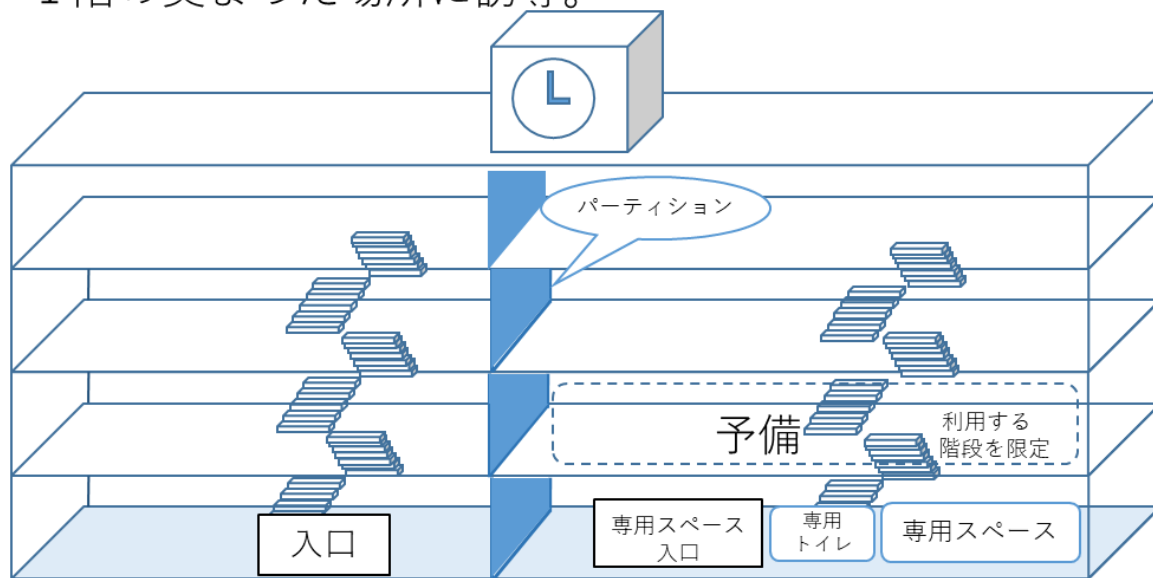 パーティション
予備
利用する
階段を限定
入口
専用スペース
入口
専用
トイレ
専用スペース